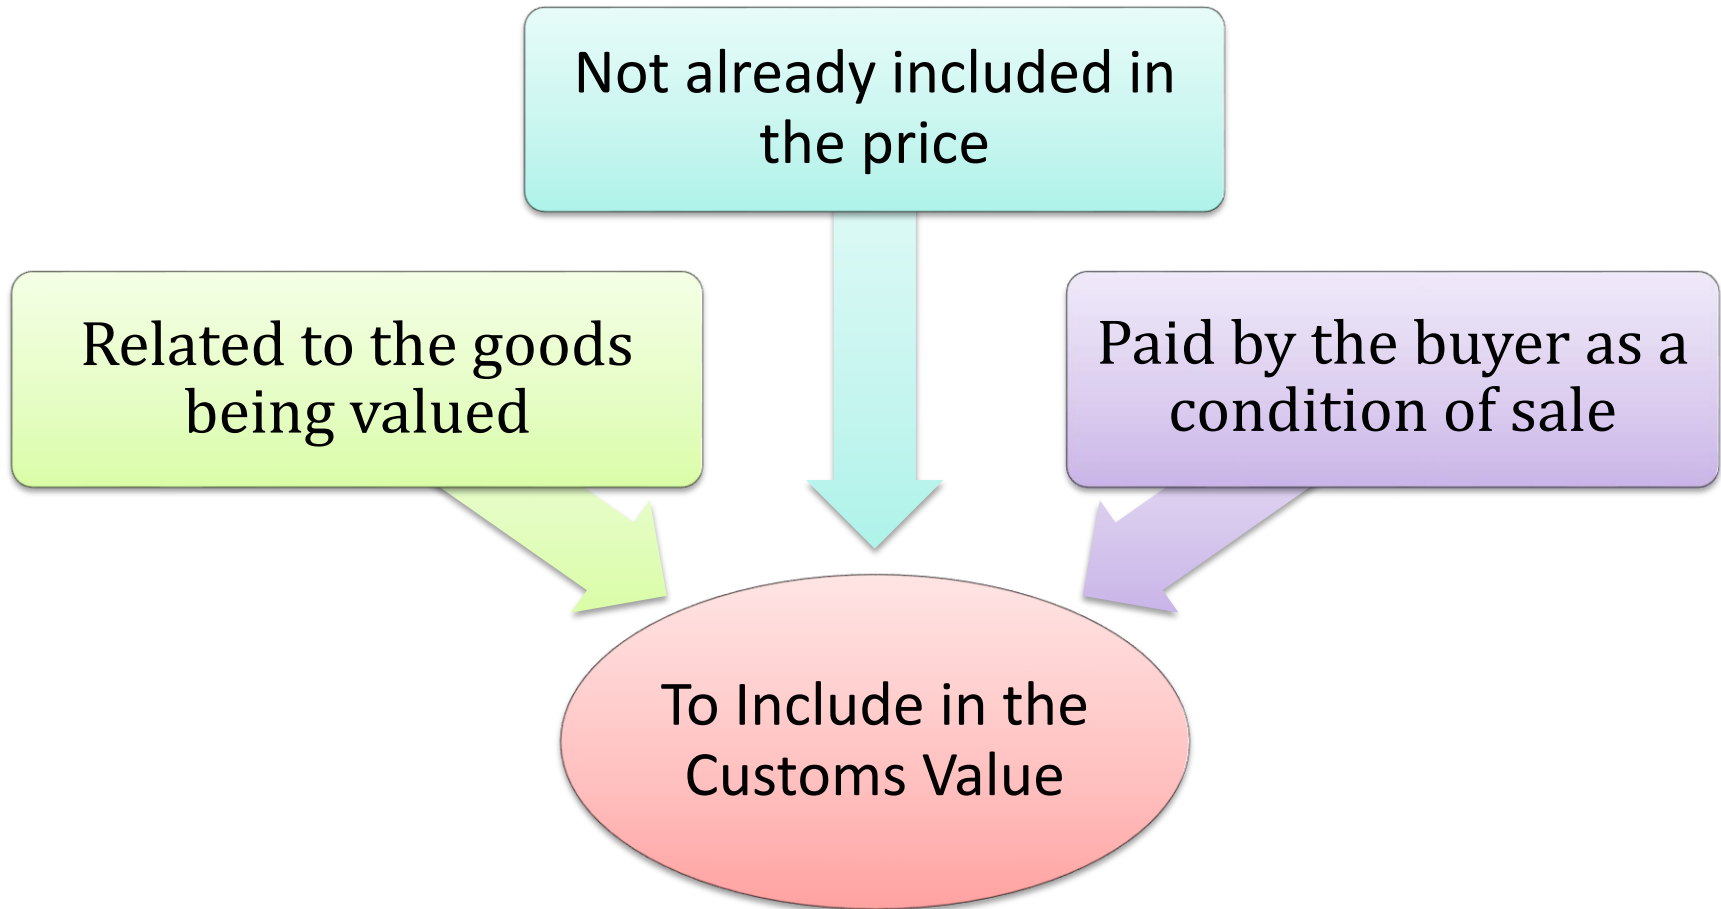 Not already included in
the price
Related to the goods
being valued
Paid by the buyer as a
condition of sale
To Include in the
Customs Value